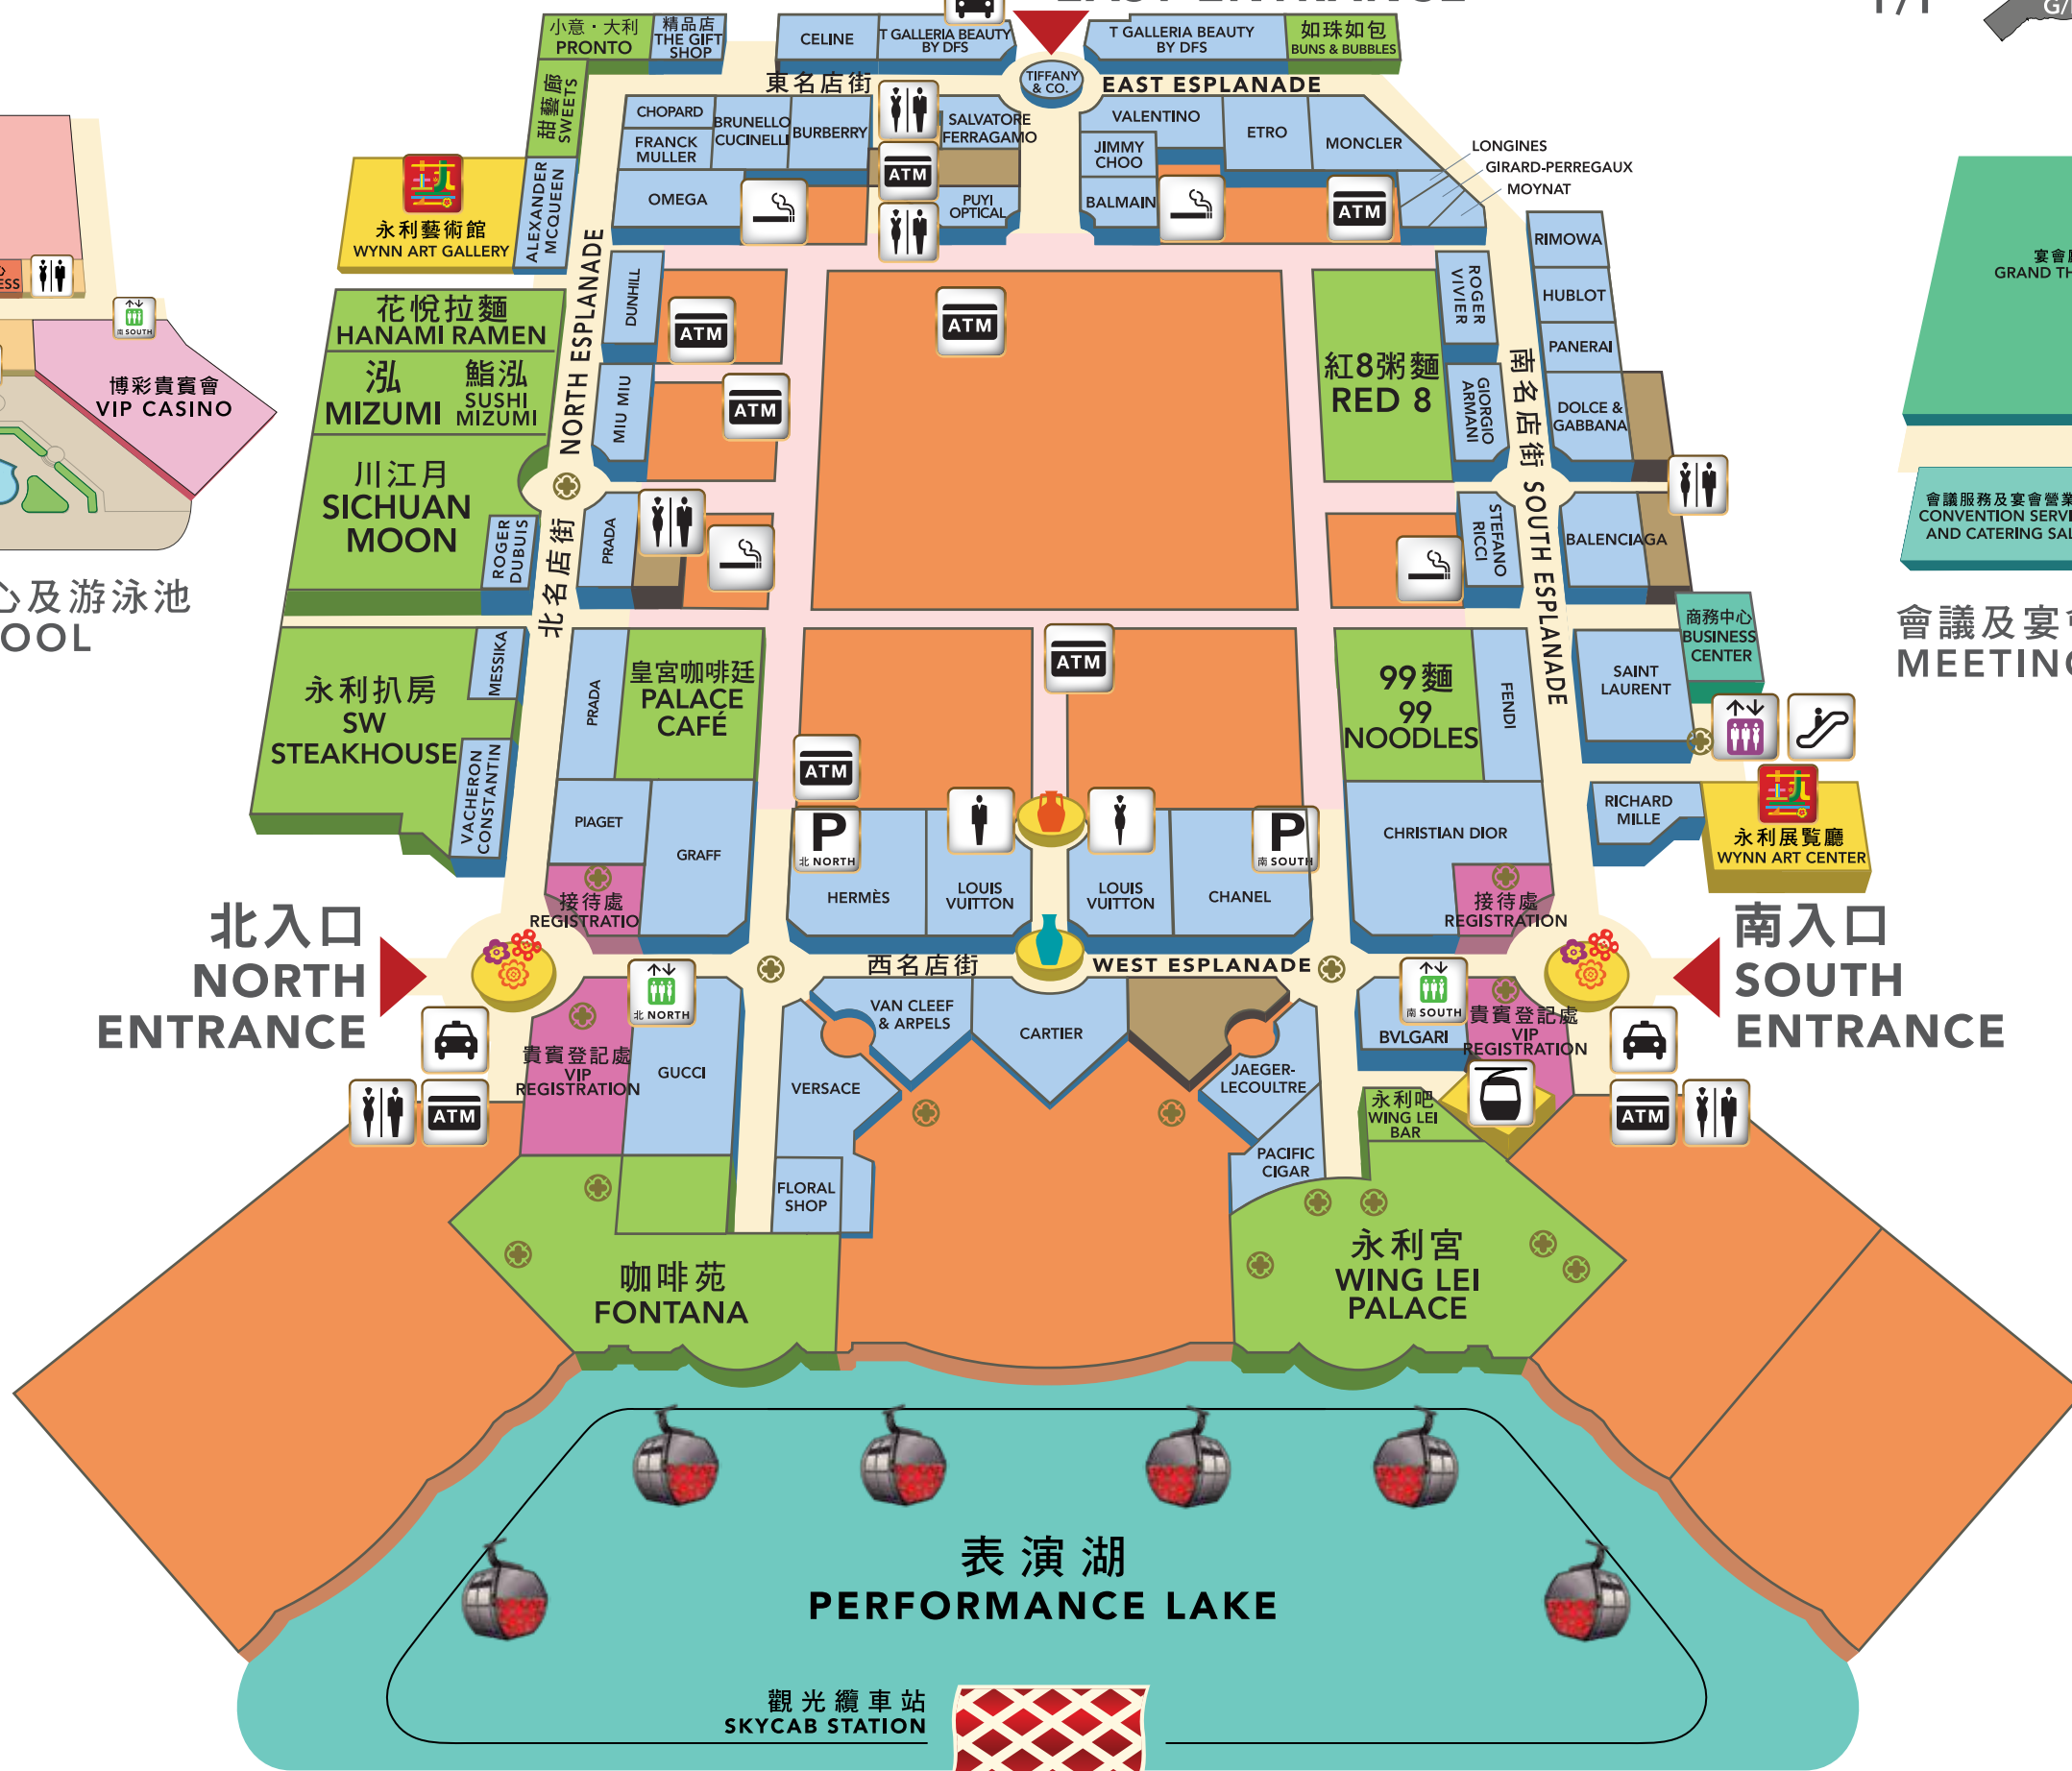 小意・大利
PRONTO
精品店
THE GIFT
SHOP
CELINE
T GALLERIA BEAUTY
BY DFS
T GALLERIA BEAUTY
BY DFS
如珠如包
BUNS & BUBBLES
甜藝廊
SWEETS
東名店街
TIFFANY
& CO.
EAST ESPLANADE
CHOPARD
FRANCK
MULLER
BRUNELLO
CUCINELLI
BURBERRY
SALVATORE
FERRAGAMO
VALENTINO
JIMMY
CHOO
ETRO
MONCLER
LONGINES
GIRARD-PERREGAUX
MOYNAT
ATM
永利藝術館
WYNN ART GALLERY
ALEXANDER
MCQUEEN
OMEGA
PUYI
OPTICAL
BALMAIN
ATM
RIMOWA
HUBLOT
PANERAI
DOLCE &
GABBANA
花悅拉麵
HANAMI RAMEN
泓
MIZUMI
鮨泓
SUSHI
MIZUMI
NORTH ESPLANADE
DUNHILL
ATM
ATM
MIU MIU
ATM
紅8粥麵
RED 8
ROGER
VIVIER
GIORGIO
ARMANI
南名店街
SOUTH ESPLANADE
南 SOUTH
博彩貴賓會
VIP CASINO
川江月
SICHUAN
MOON
ROGER
DUBUIS
北名店街
PRADA
STEFANO
RICCI
BALENCIAGA
商務中心
BUSINESS
CENTER
心及游泳池
OOL
永利扒房
SW
STEAKHOUSE
MESSIKA
VACHERON
CONSTANTIN
PRADA
皇宮咖啡廷
PALACE
CAFÉ
ATM
ATM
99麵
99
NOODLES
FENDI
SAINT
LAURENT
PIAGET
GRAFF
P
北 NORTH
HERMÈS
LOUIS
VUITTON
LOUIS
VUITTON
P
南 SOUTH
CHANEL
CHRISTIAN DIOR
RICHARD
MILLE
永利展覧廳
WYNN ART CENTER
接待處
REGISTRATIO
接待處
REGISTRATION
北入口
NORTH
ENTRANCE
南入口
SOUTH
ENTRANCE
西名店街
WEST ESPLANADE
北 NORTH
貴賓登記處
VIP
REGISTRATION
GUCCI
VAN CLEEF
& ARPELS
CARTIER
VERSACE
JAEGER-
LECOULTRE
南 SOUTH
BVLGARI
貴賓登記處
VIP
REGISTRATION
ATM
ATM
永利吧
WING LEI
BAR
PACIFIC
CIGAR
FLORAL
SHOP
咖啡苑
FONTANA
永利宮
WING LEI
PALACE
表演湖
PERFORMANCE LAKE
觀光纜車站
SKYCAB STATION
宴會
GRAND TH
會議服務及宴會營業
CONVENTION SERVI
AND CATERING SAL
會議及宴
MEETING